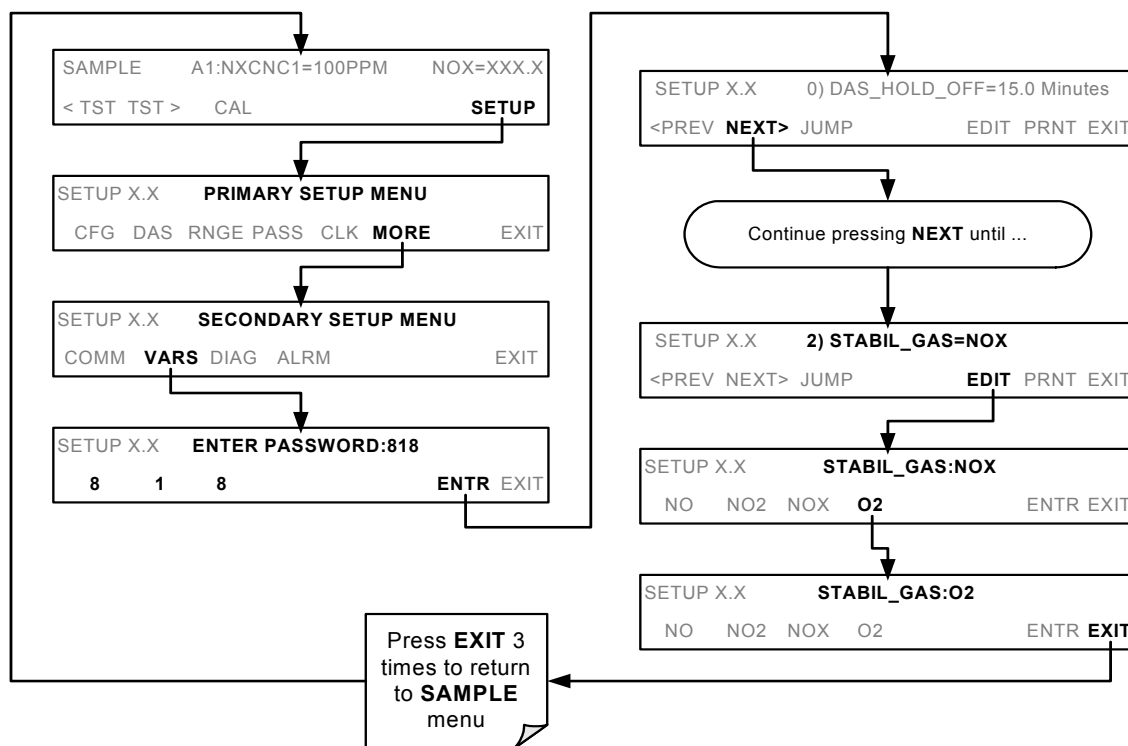 SAMPLE A1:NXCNC1=100PPM NOX=XXX.X
< TST TST > CAL SETUP
SETUP X.X PRIMARY SETUP MENU
CFG DAS RNGE PASS CLK MORE EXIT
SETUP X.X SECONDARY SETUP MENU
COMM VARS DIAG ALRM EXIT
SETUP X.X ENTER PASSWORD:818
8 1 8 ENTR EXIT
SETUP X.X 0) DAS_HOLD_OFF=15.0 Minutes
<PREV NEXT> JUMP EDIT PRNT EXIT
Continue pressing NEXT until ...
SETUP X.X 2) STABIL_GAS=NOX
<PREV NEXT> JUMP EDIT PRNT EXIT
SETUP X.X STABIL_GAS:NOX
NO NO2 NOX O2 ENTR EXIT
SETUP X.X STABIL_GAS:O2
NO NO2 NOX O2 ENTR EXIT
Press EXIT 3
times to return
to SAMPLE
menu